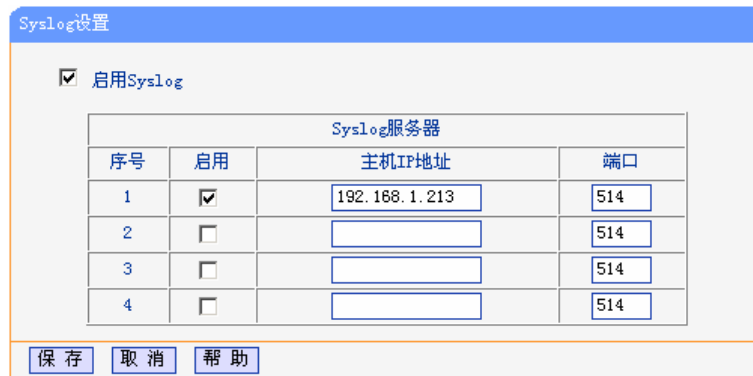 Syslog设置
启用Syslog
Syslog服务器
序号 启用 主机IP地址 端口
1 192.168.1.213 514
2 514
3 514
4 514
保 存 取 消 帮 助